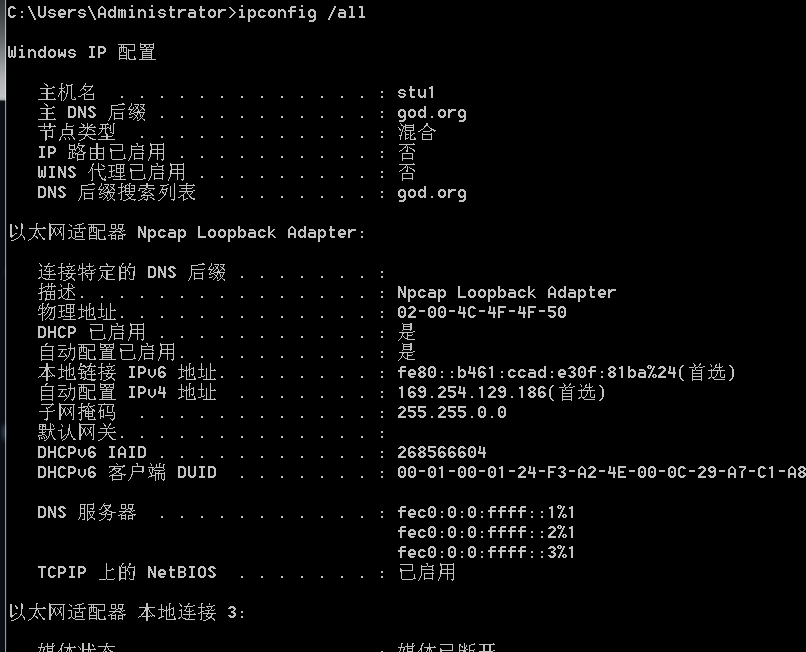 C:\Users\Administrator>ipconfig /all
Windows IP 配置
主机名 . . . . . . . . . . . . . : stu1
主 DNS 后缀 . . . . . . . . . . . : god.org
节点类型 . . . . . . . . . . . . : 混合
IP 路由已启用 . . . . . . . . . . : 否
WINS 代理已启用 . . . . . . . . . : 否
DNS 后缀搜索列表 . . . . . . . . : god.org
以太网适配器 Npcap Loopback Adapter:
连接特定的 DNS 后缀 . . . . . . . :
描述. . . . . . . . . . . . . . . : Npcap Loopback Adapter
物理地址. . . . . . . . . . . . . : 02-00-4C-4F-4F-50
DHCP 已启用 . . . . . . . . . . . : 是
自动配置已启用. . . . . . . . . . : 是
本地链接 IPv6 地址. . . . . . . . : fe80::b461:ccad:e30f:81ba%24(首选)
自动配置 IPv4 地址 . . . . . . . : 169.254.129.186(首选)
子网掩码 . . . . . . . . . . . . : 255.255.0.0
默认网关. . . . . . . . . . . . . :
DHCPv6 IAID . . . . . . . . . . . : 268566604
DHCPv6 客户端 DUID . . . . . . . : 00-01-00-01-24-F3-A2-4E-00-0C-29-A7-C1-A8
DNS 服务器 . . . . . . . . . . . : fec0:0:0:ffff::1%1
fec0:0:0:ffff::2%1
fec0:0:0:ffff::3%1
TCPIP 上的 NetBIOS . . . . . . . : 已启用
以太网适配器 本地连接 3:
媒体状态 . . . . . . . . . . . . : 媒体已断开